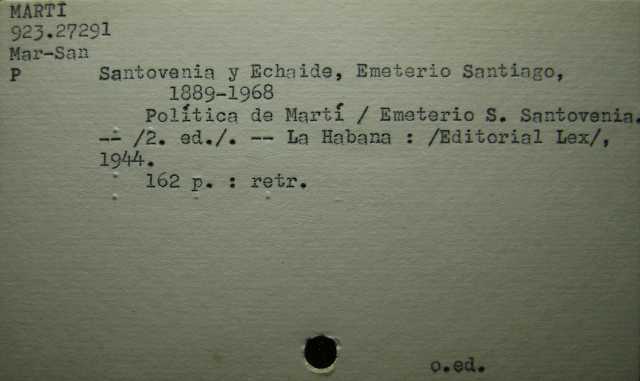 MARTÍ
923.27291
Mar-San
P Santovenia y Echaide, Emeterio Santiago,
1889-1968
Política de Martí / Emeterio S. Santovenia.
-- /2. ed./. -- La Habana : /Editorial Lex/,
1944.
162 p. : retr.
o.ed.